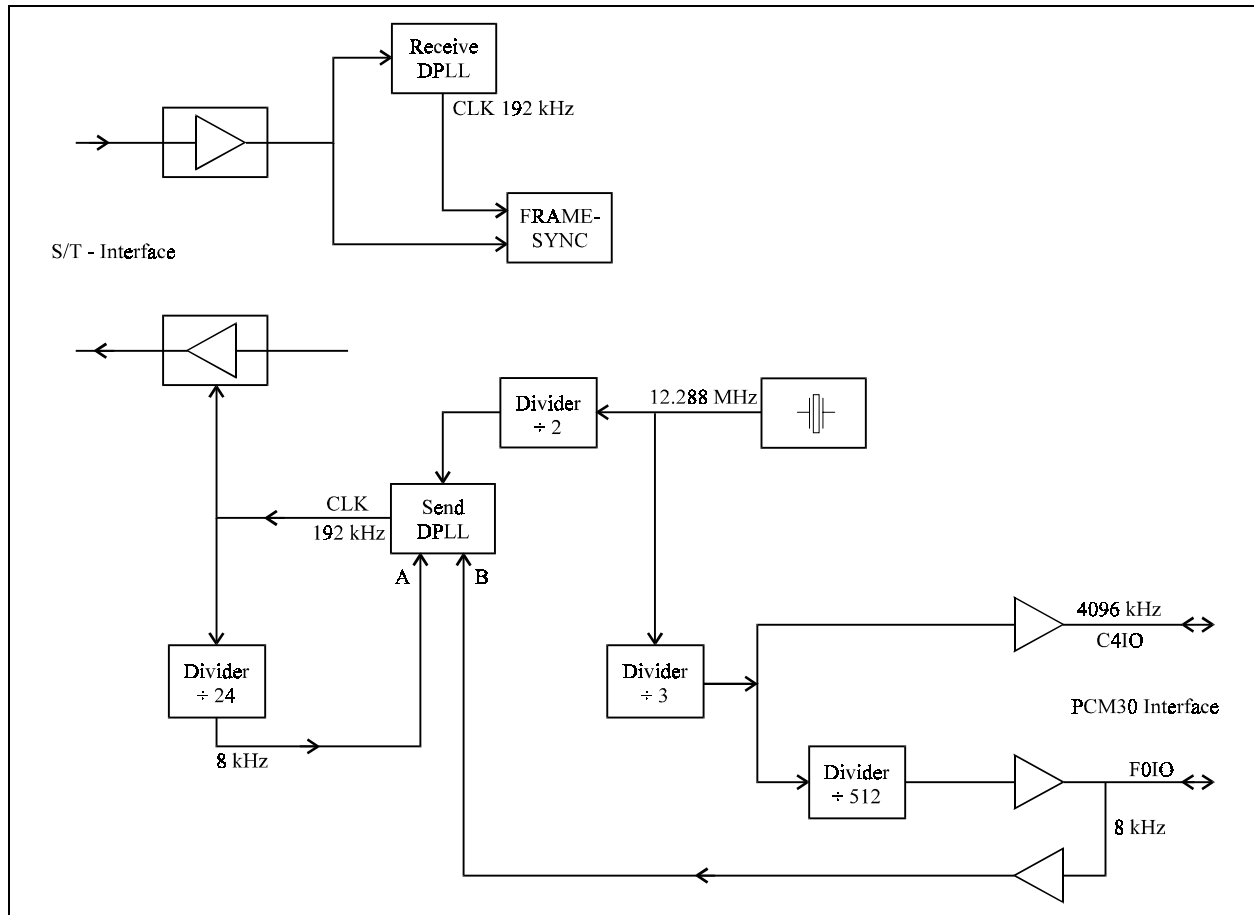 Receive
DPLL
CLK 192 kHz
FRAME-
SYNC
S/T - Interface
12.288 MHz
Divider
÷ 2
CLK
192 kHz
Send
DPLL
A
B
4096 kHz
C4IO
Divider
÷ 24
Divider
÷ 3
PCM30 Interface
8 kHz
Divider
÷ 512
F0IO
8 kHz